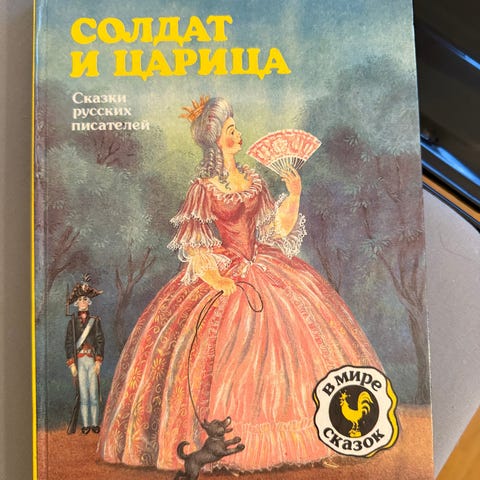 СОЛДАТ
И ЦАРИЦА
Сказки
русских
писателей
в мире
сказок